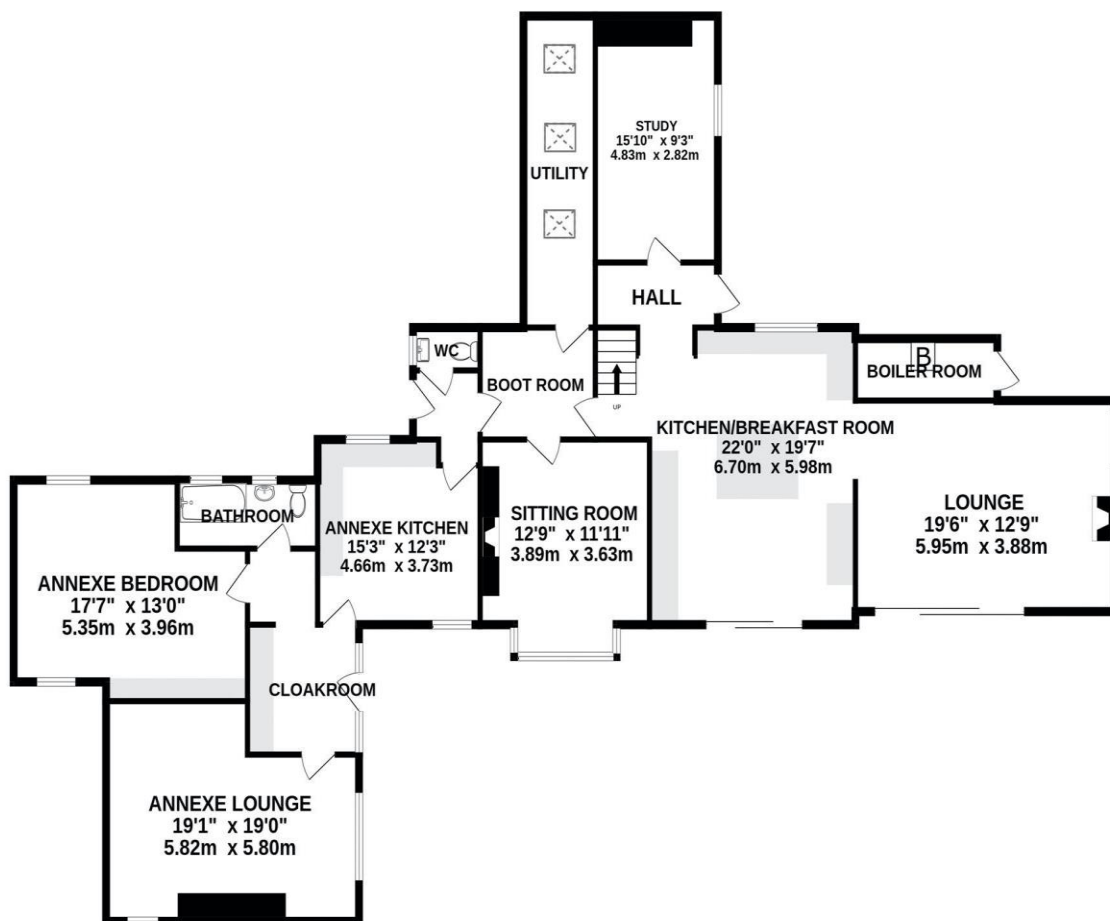 STUDY
15'10" x 9'3"
4.83m x 2.82m
UTILITY
HALL
WC
BOOT ROOM
UP
B
BOILER ROOM
KITCHEN/BREAKFAST ROOM
22'0" x 19'7"
6.70m x 5.98m
LOUNGE
19'6" x 12'9"
5.95m x 3.88m
SITTING ROOM
12'9" x 11'11"
3.89m x 3.63m
ANNEXE KITCHEN
15'3" x 12'3"
4.66m x 3.73m
BATHROOM
ANNEXE BEDROOM
17'7" x 13'0"
5.35m x 3.96m
CLOAKROOM
ANNEXE LOUNGE
19'1" x 19'0"
5.82m x 5.80m